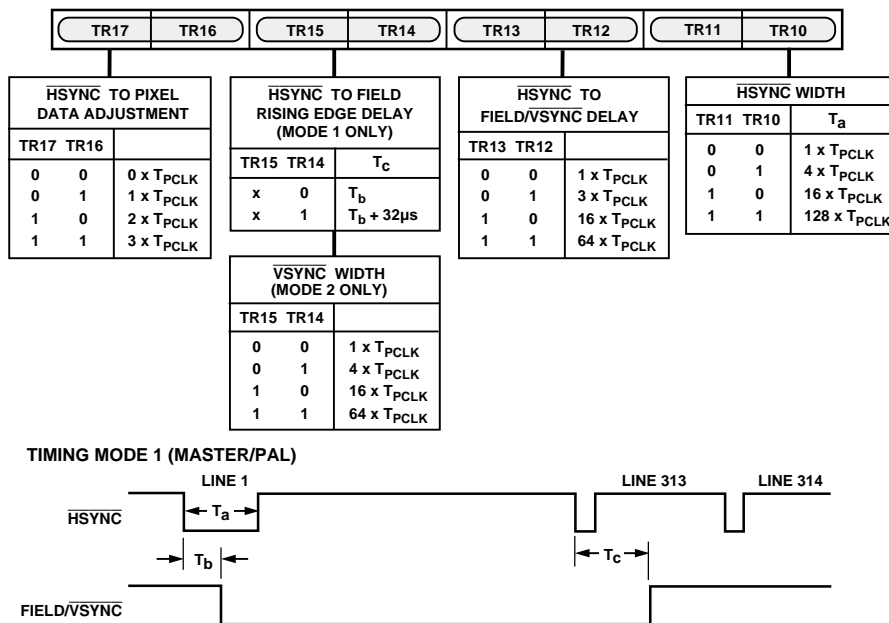 TR17 TR16 TR15 TR14 TR13 TR12 TR11 TR10
HSYNC TO PIXEL
DATA ADJUSTMENT
TR17 TR16
0 0 0 x TPCLK
0 1 1 x TPCLK
1 0 2 x TPCLK
1 1 3 x TPCLK
HSYNC TO FIELD
RISING EDGE DELAY
(MODE 1 ONLY)
TR15 TR14 Tc
x 0 Tb
x 1 Tb + 32µs
VSYNC WIDTH
(MODE 2 ONLY)
TR15 TR14
0 0 1 x TPCLK
0 1 4 x TPCLK
1 0 16 x TPCLK
1 1 64 x TPCLK
HSYNC TO
FIELD/VSYNC DELAY
TR13 TR12
0 0 1 x TPCLK
0 1 3 x TPCLK
1 0 16 x TPCLK
1 1 64 x TPCLK
HSYNC WIDTH
TR11 TR10 Ta
0 0 1 x TPCLK
0 1 4 x TPCLK
1 0 16 x TPCLK
1 1 128 x TPCLK
TIMING MODE 1 (MASTER/PAL)
LINE 1 LINE 313 LINE 314
HSYNC Ta
Tb Tc
FIELD/VSYNC